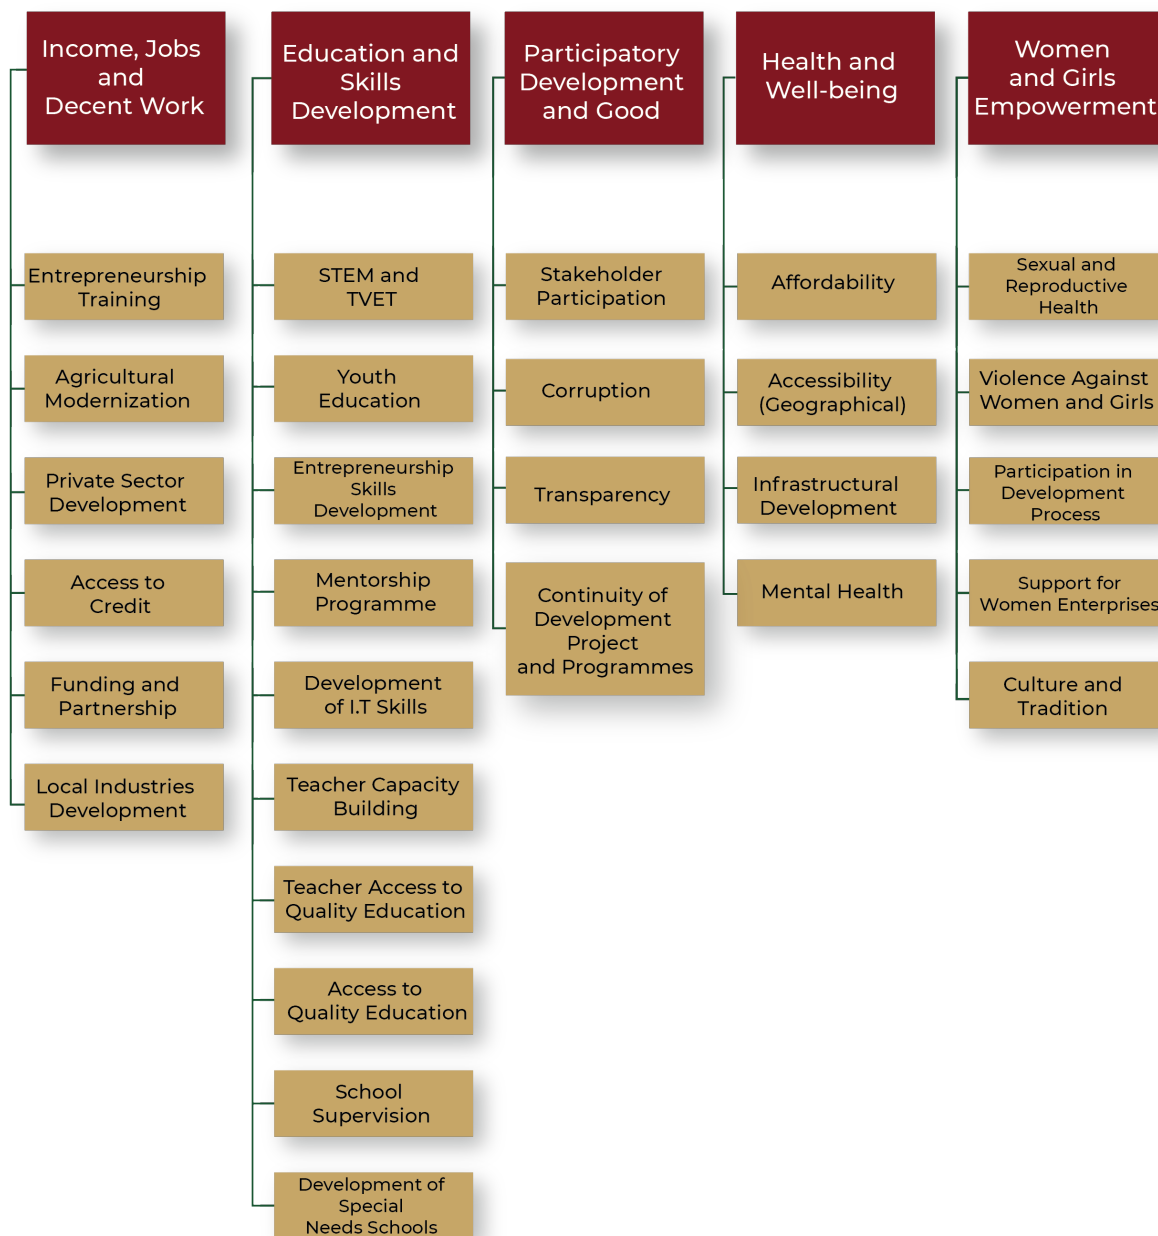 Income, Jobs
and
Decent Work
Entrepreneurship
Training
Agricultural
Modernization
Private Sector
Development
Access to
Credit
Funding and
Partnership
Local Industries
Development
Education and
Skills
Development
STEM and
TVET
Youth
Education
Entrepreneurship
Skills
Development
Mentorship
Programme
Development
of I.T Skills
Teacher Capacity
Building
Teacher Access to
Quality Education
Access to
Quality Education
School
Supervision
Development of
Special
Needs Schools
Participatory
Development
and Good
Stakeholder
Participation
Corruption
Transparency
Continuity of
Development
Project
and Programmes
Health and
Well-being
Affordability
Accessibility
(Geographical)
Infrastructural
Development
Mental Health
Women
and Girls
Empowerment
Sexual and
Reproductive
Health
Violence Against
Women and Girls
Participation in
Development
Process
Support for
Women Enterprises
Culture and
Tradition